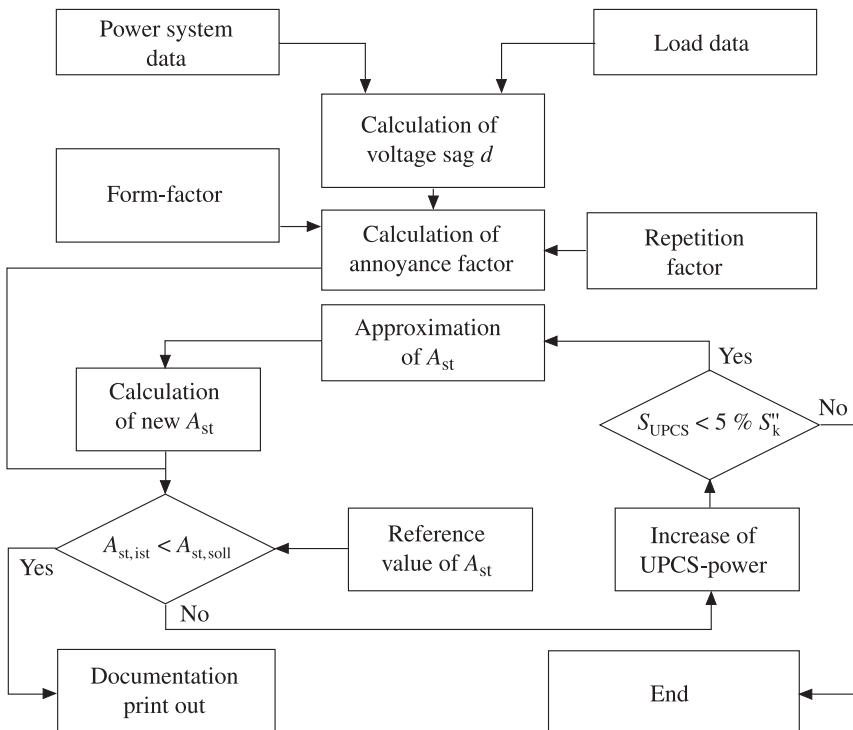 Power system
data
Load data
Calculation of
voltage sag d
Form-factor
Calculation of
annoyance factor
Repetition
factor
Approximation
of A_st
Yes
Calculation
of new A_st
S_UPCS < 5 % S"_k
No
A_st,ist < A_st,soll
Reference
value of A_st
Increase of
UPCS-power
Yes
No
Documentation
print out
End